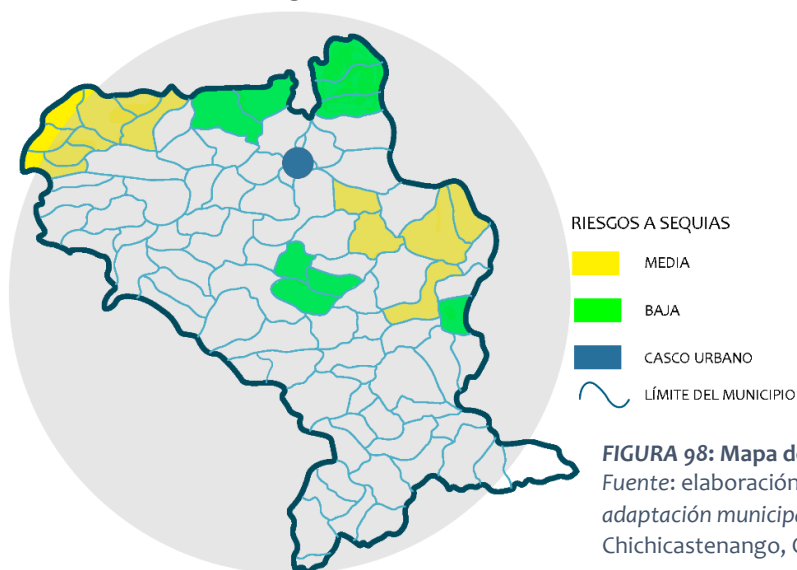 RIESGOS A SEQUIAS
MEDIA
BAJA
CASCO URBANO
LÍMITE DEL MUNICIPIO
FIGURA 98: Mapa d
Fuente: elaboración
adaptación municip
Chichicastenango,